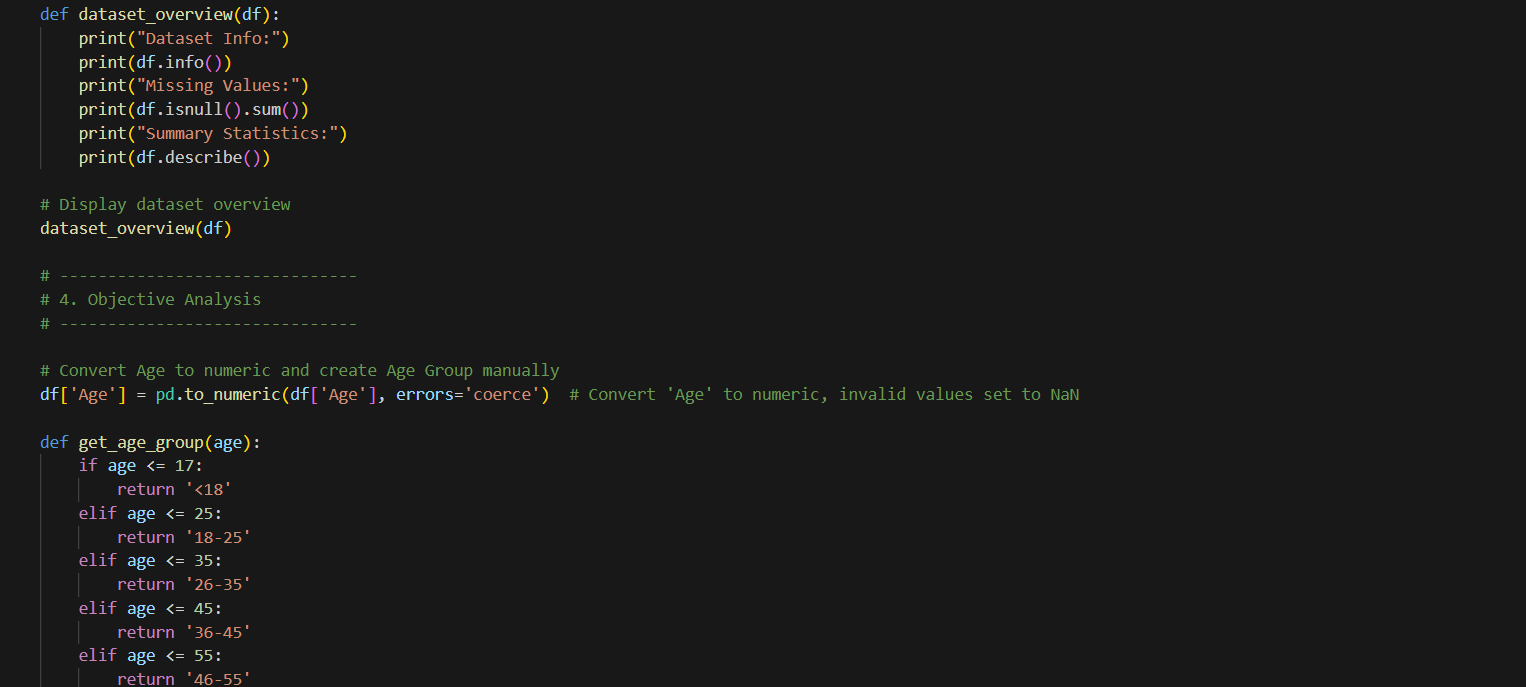 def dataset_overview(df):
    print("Dataset Info:")
    print(df.info())
    print("Missing Values:")
    print(df.isnull().sum())
    print("Summary Statistics:")
    print(df.describe())
# Display dataset overview
dataset_overview(df)
# -------------------------------
# 4. Objective Analysis
# -------------------------------
# Convert Age to numeric and create Age Group manually
df['Age'] = pd.to_numeric(df['Age'], errors='coerce')  # Convert 'Age' to numeric, invalid values set to NaN
def get_age_group(age):
    if age <= 17:
        return '<18'
    elif age <= 25:
        return '18-25'
    elif age <= 35:
        return '26-35'
    elif age <= 45:
        return '36-45'
    elif age <= 55:
        return '46-55'